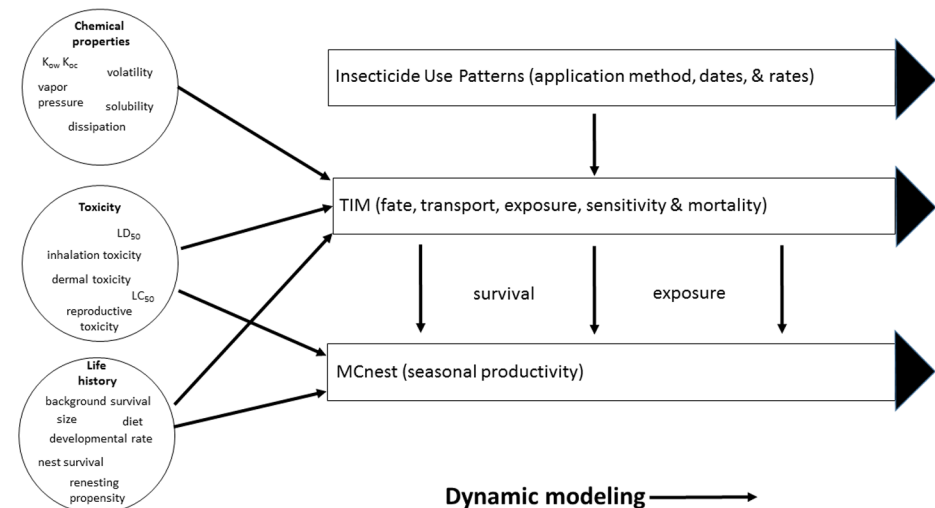 Chemical
properties
Kow Koc
volatility
vapor
pressure
solubility
dissipation
Insecticide Use Patterns (application method, dates, & rates)
TIM (fate, transport, exposure, sensitivity & mortality)
Toxicity
LD50
inhalation toxicity
dermal toxicity
LC50
reproductive
toxicity
survival
exposure
MCnest (seasonal productivity)
Life
history
background survival
size
diet
developmental rate
nest survival
renesting
propensity
Dynamic modeling